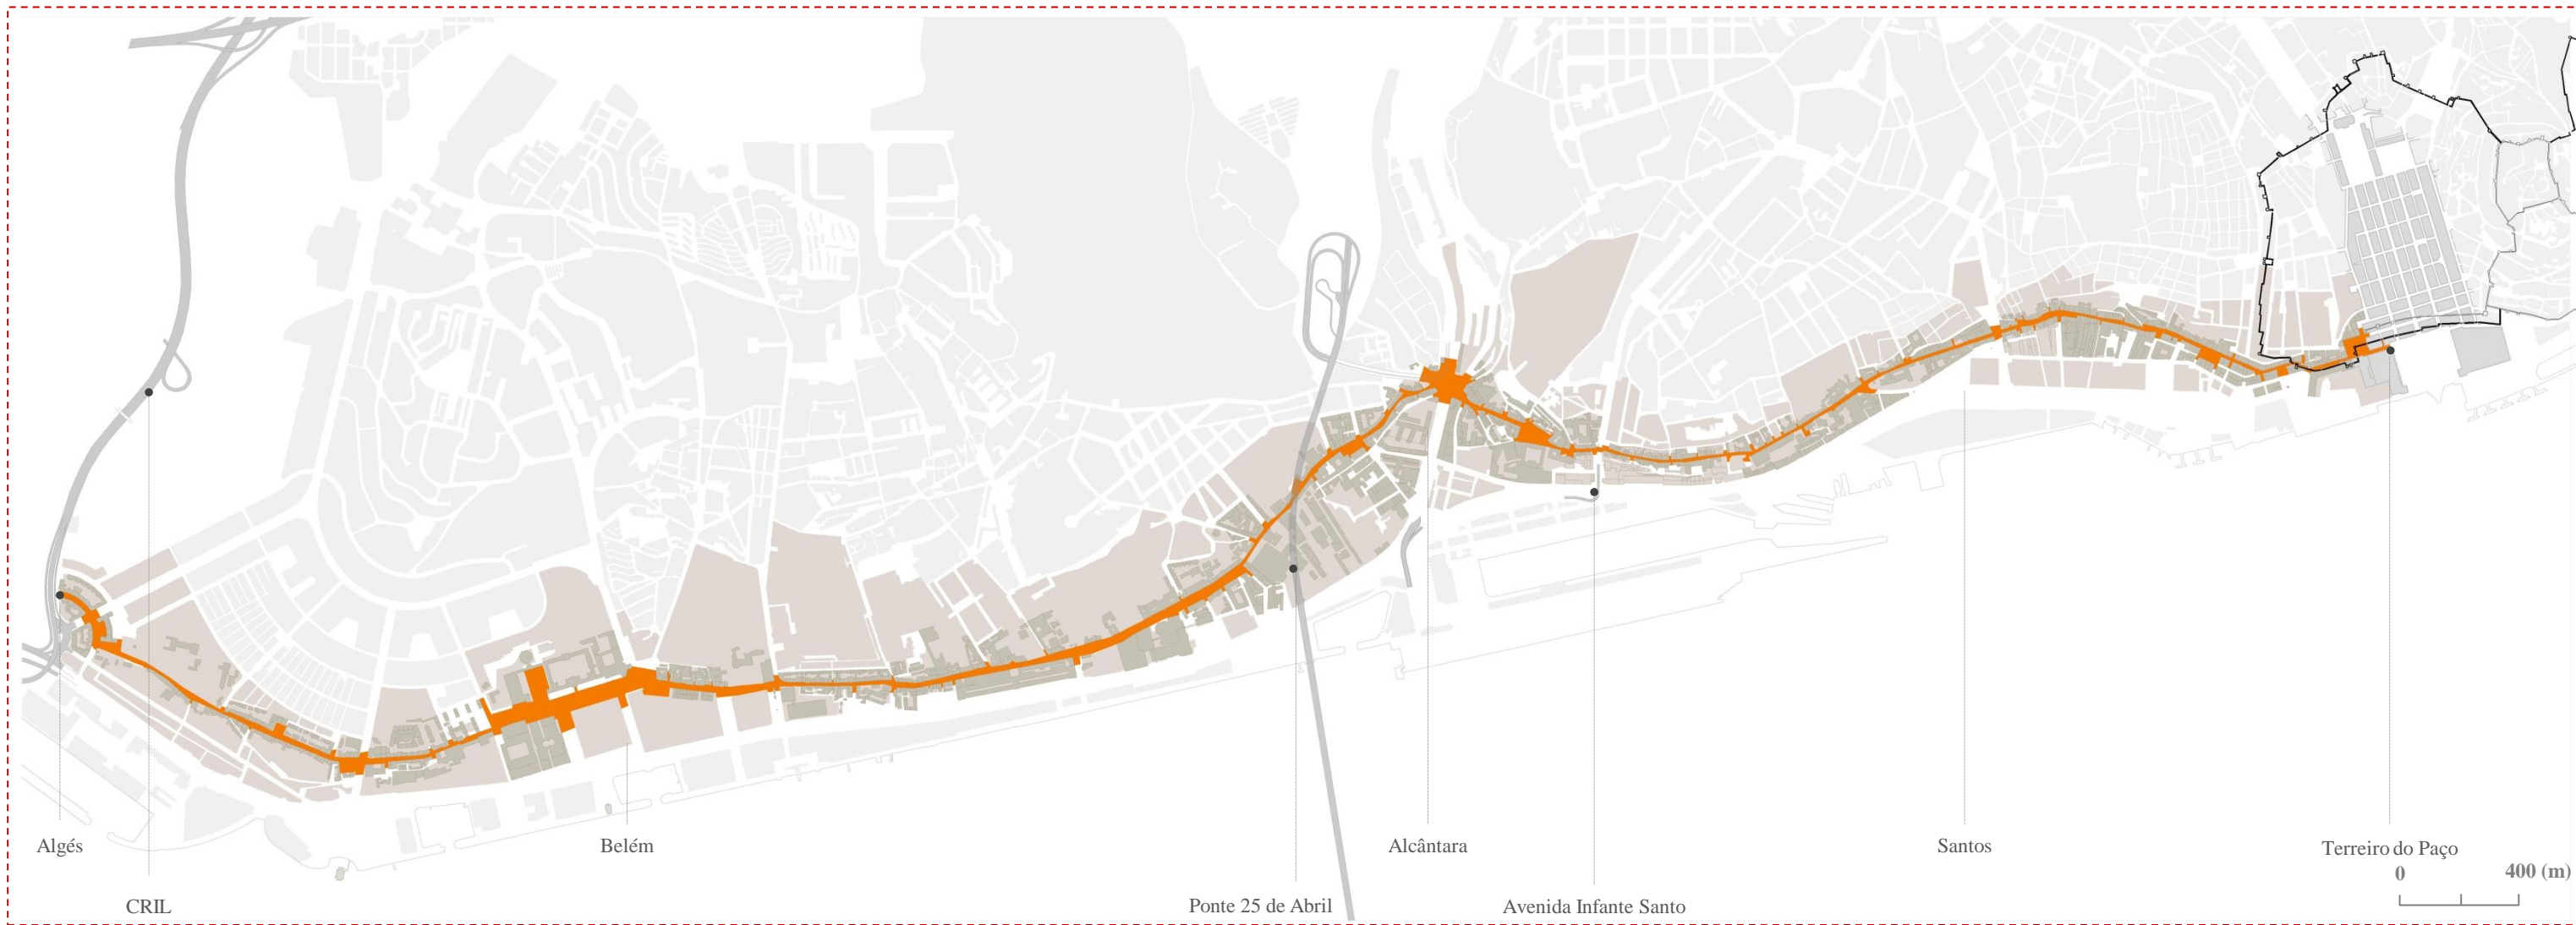 Algés
Belém
Alcântara
Santos
Terreiro do Paço
0
400 (m)
CRIL
Ponte 25 de Abril
Avenida Infante Santo